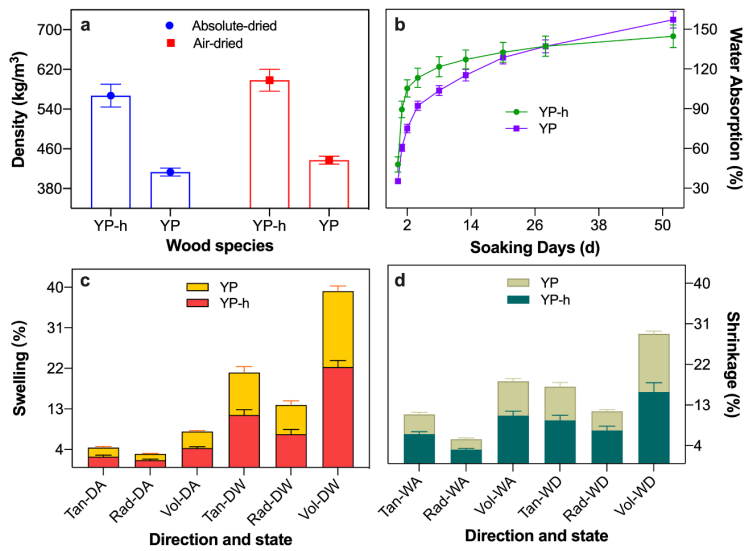 a
Absolute-dried
Air-dried
Density (kg/m³)
700
620
540
460
380
YP-h
YP
YP-h
YP
Wood species
b
YP-h
YP
Water Absorption (%)
150
120
90
60
30
2
14
26
38
50
Soaking Days (d)
c
YP
YP-h
Swelling (%)
40
31
22
13
4
Tan-DA
Rad-DA
Vol-DA
Tan-DW
Rad-DW
Vol-DW
Direction and state
d
YP
YP-h
Shrinkage (%)
40
31
22
13
4
Tan-WA
Rad-WA
Vol-WA
Tan-WD
Rad-WD
Vol-WD
Direction and state